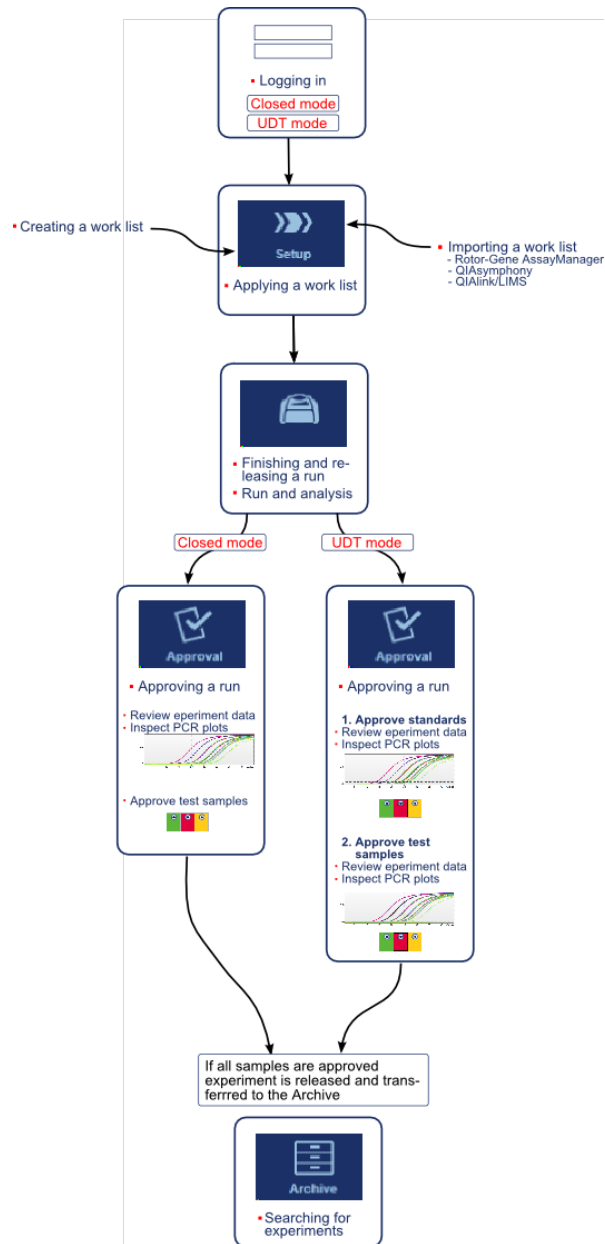 Logging in
Closed mode
UDT mode
Setup
Applying a work list
Creating a work list
Importing a work list
- Rotor-Gene AssayManager
- QIAsymphony
- QIAlink/LIMS
Finishing and re-
leasing a run
Run and analysis
Closed mode
UDT mode
Approval
Approving a run
Review eperiment data
Inspect PCR plots
Approve test samples
Approval
Approving a run
1. Approve standards
Review eperiment data
Inspect PCR plots
2. Approve test
samples
Review eperiment data
Inspect PCR plots
If all samples are approved
experiment is released and trans-
ferrred to the Archive
Archive
Searching for
experiments